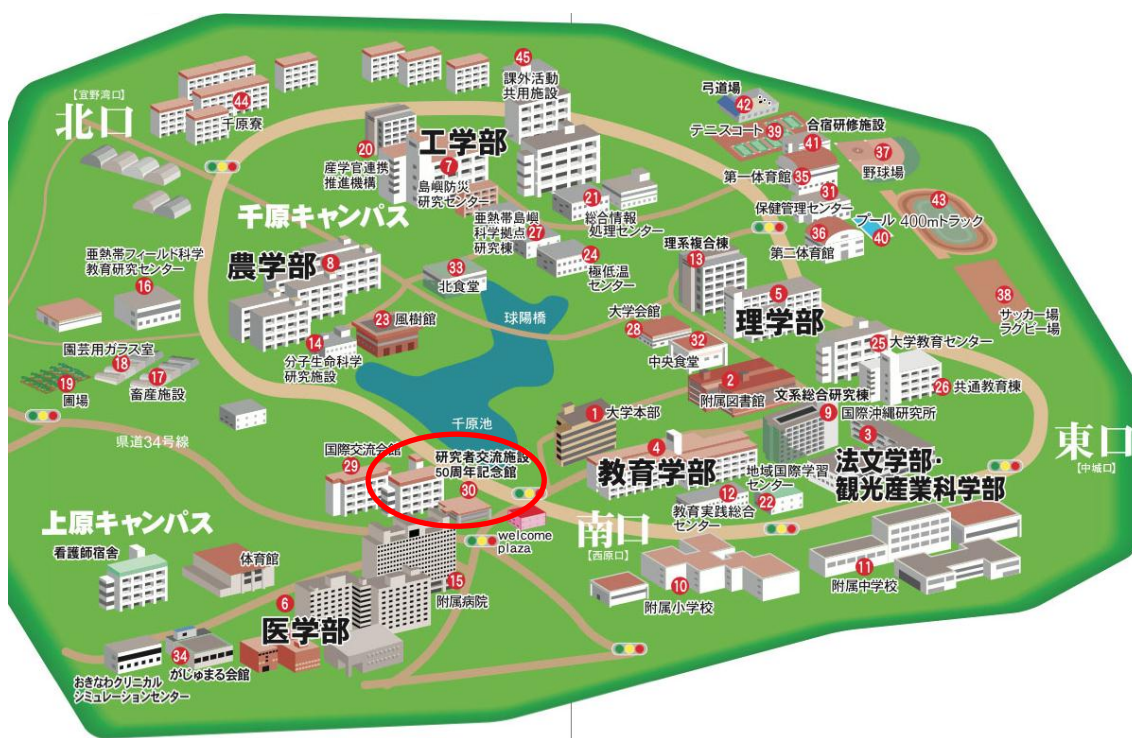 【宜野湾口】
北口
44
千原寮
45
課外活動
共用施設
弓道場
42
テニスコート
39
合宿研修施設
41
37
野球場
20
産学官連携
推進機構
工学部
7
島嶼防災
研究センター
第一体育館
35
31
保健管理センター
43
プール
400mトラック
40
千原キャンパス
亜熱帯島嶼
科学拠点
研究棟
27
21
総合情報
処理センター
36
第二体育館
亜熱帯フィールド科学
教育研究センター
16
農学部
8
33
北食堂
24
極低温
センター
理系複合棟
13
5
理学部
38
サッカー場
ラグビー場
23
風樹館
球陽橋
大学会館
28
32
中央食堂
25
大学教育センター
14
分子生命科学
研究施設
園芸用ガラス室
18
17
畜産施設
19
圃場
2
附属図書館
文系総合研究棟
26
共通教育棟
県道34号線
千原池
1
大学本部
9
国際沖縄研究所
3
東口
【中城口】
国際交流会館
29
研究者交流施設
50周年記念館
30
4
教育学部
地域国際学習
センター
22
法文学部・
観光産業科学部
12
教育実践総合
センター
上原キャンパス
南口
【西原口】
welcome
plaza
看護師宿舎
体育館
15
附属病院
10
附属小学校
11
附属中学校
6
医学部
34
がじゅまる会館
おきなわクリニカル
シミュレーションセンター